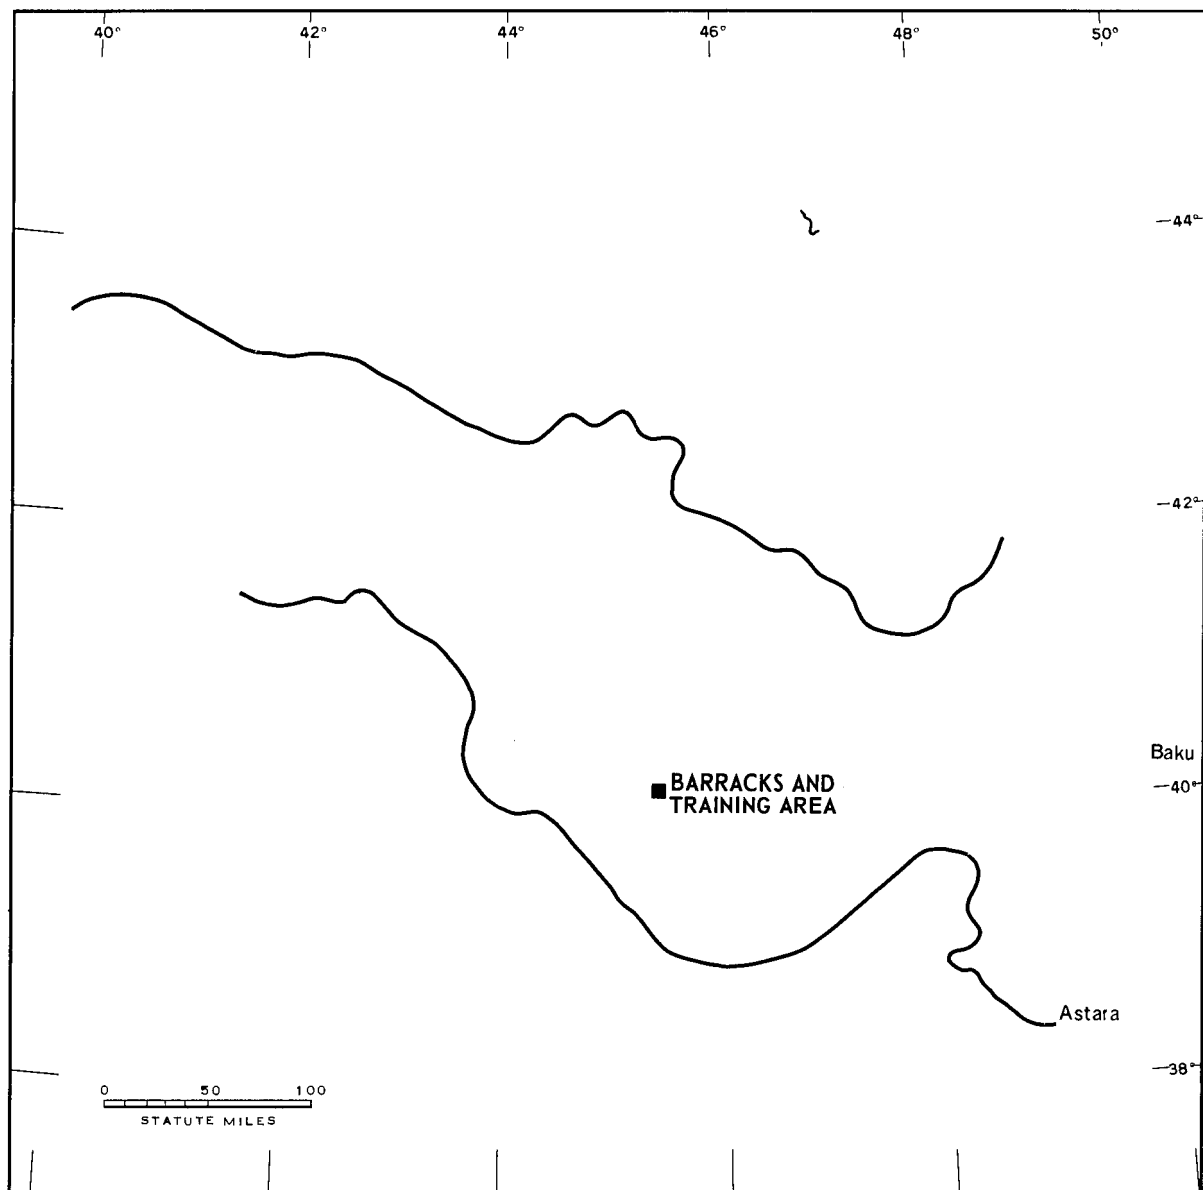 40° 42° 44° 46° 48° 50°
44°
42°
Baku
BARRACKS AND
TRAINING AREA
40°
Astara
38°
0 50 100
STATUTE MILES